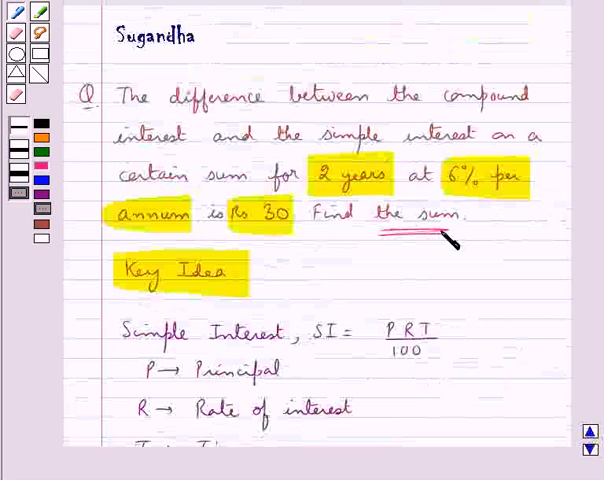 Sugandha
Q The difference between the compound
interest and the simple interest on a
certain sum for 2 years at 6% per
annum is Rs 30 Find the sum.
Key Idea
Simple Interest, SI = P R T
100
P → Principal
R → Rate of interest